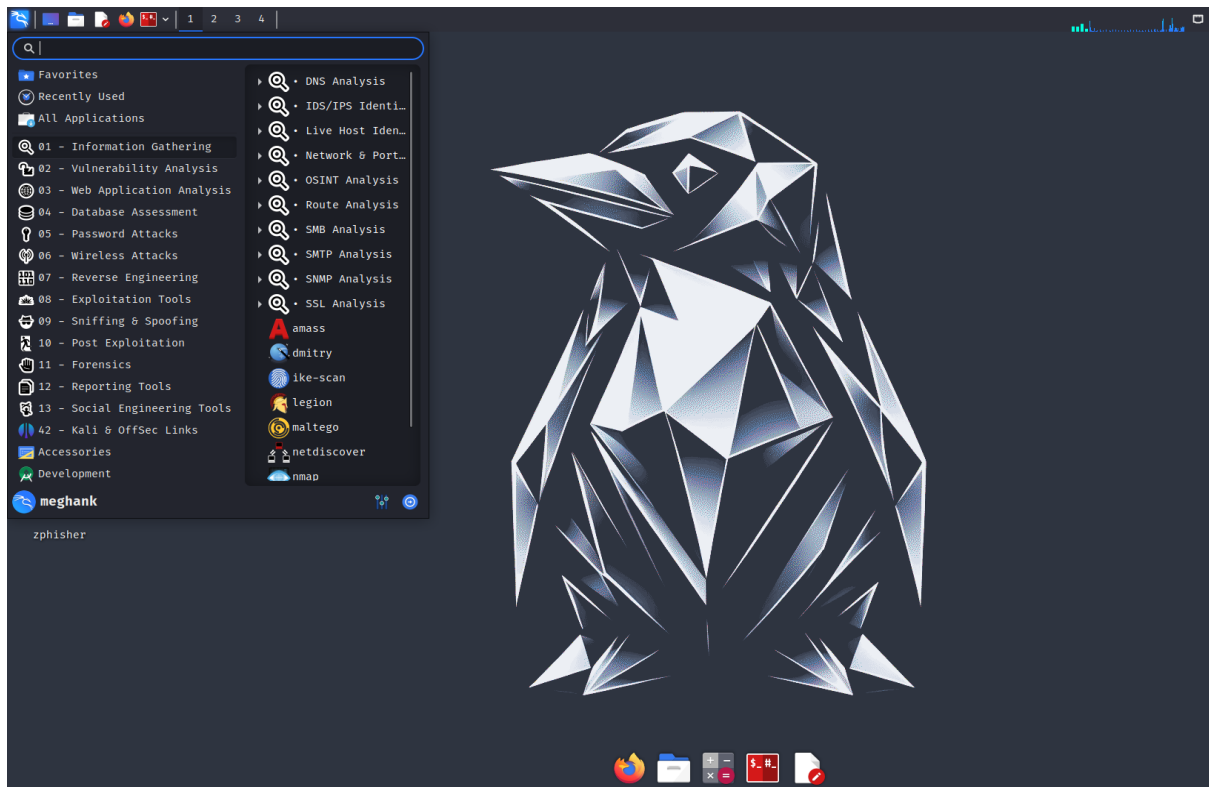 1 2 3 4
Favorites
Recently Used
All Applications
01 - Information Gathering
02 - Vulnerability Analysis
03 - Web Application Analysis
04 - Database Assessment
05 - Password Attacks
06 - Wireless Attacks
07 - Reverse Engineering
08 - Exploitation Tools
09 - Sniffing & Spoofing
10 - Post Exploitation
11 - Forensics
12 - Reporting Tools
13 - Social Engineering Tools
42 - Kali & OffSec Links
Accessories
Development
• DNS Analysis
• IDS/IPS Identi…
• Live Host Iden…
• Network & Port…
• OSINT Analysis
• Route Analysis
• SMB Analysis
• SMTP Analysis
• SNMP Analysis
• SSL Analysis
amass
dmitry
ike-scan
legion
maltego
netdiscover
nmap
meghank
zphisher
$_ #_